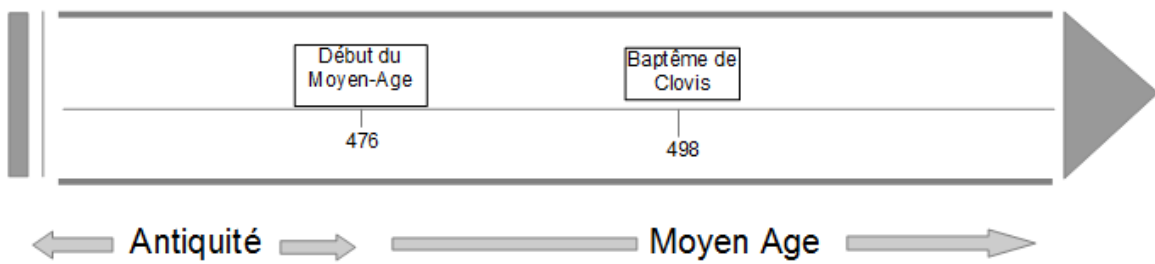 Début du
Moyen-Age
Baptême de
Clovis
476
498
Antiquité
Moyen Age